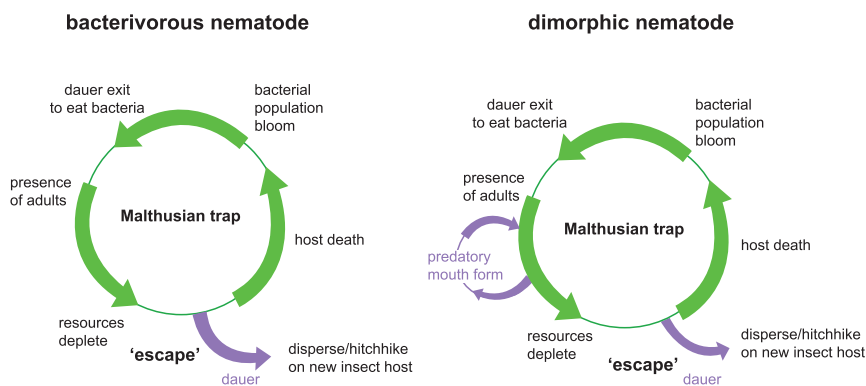 bacterivorous nematode
dauer exit
to eat bacteria
bacterial
population
bloom
presence
of adults
Malthusian trap
host death
resources
deplete
‘escape’
dauer
disperse/hitchhike
on new insect host
dimorphic nematode
dauer exit
to eat bacteria
bacterial
population
bloom
presence
of adults
Malthusian trap
predatory
mouth form
host death
resources
deplete
‘escape’
dauer
disperse/hitchhike
on new insect host